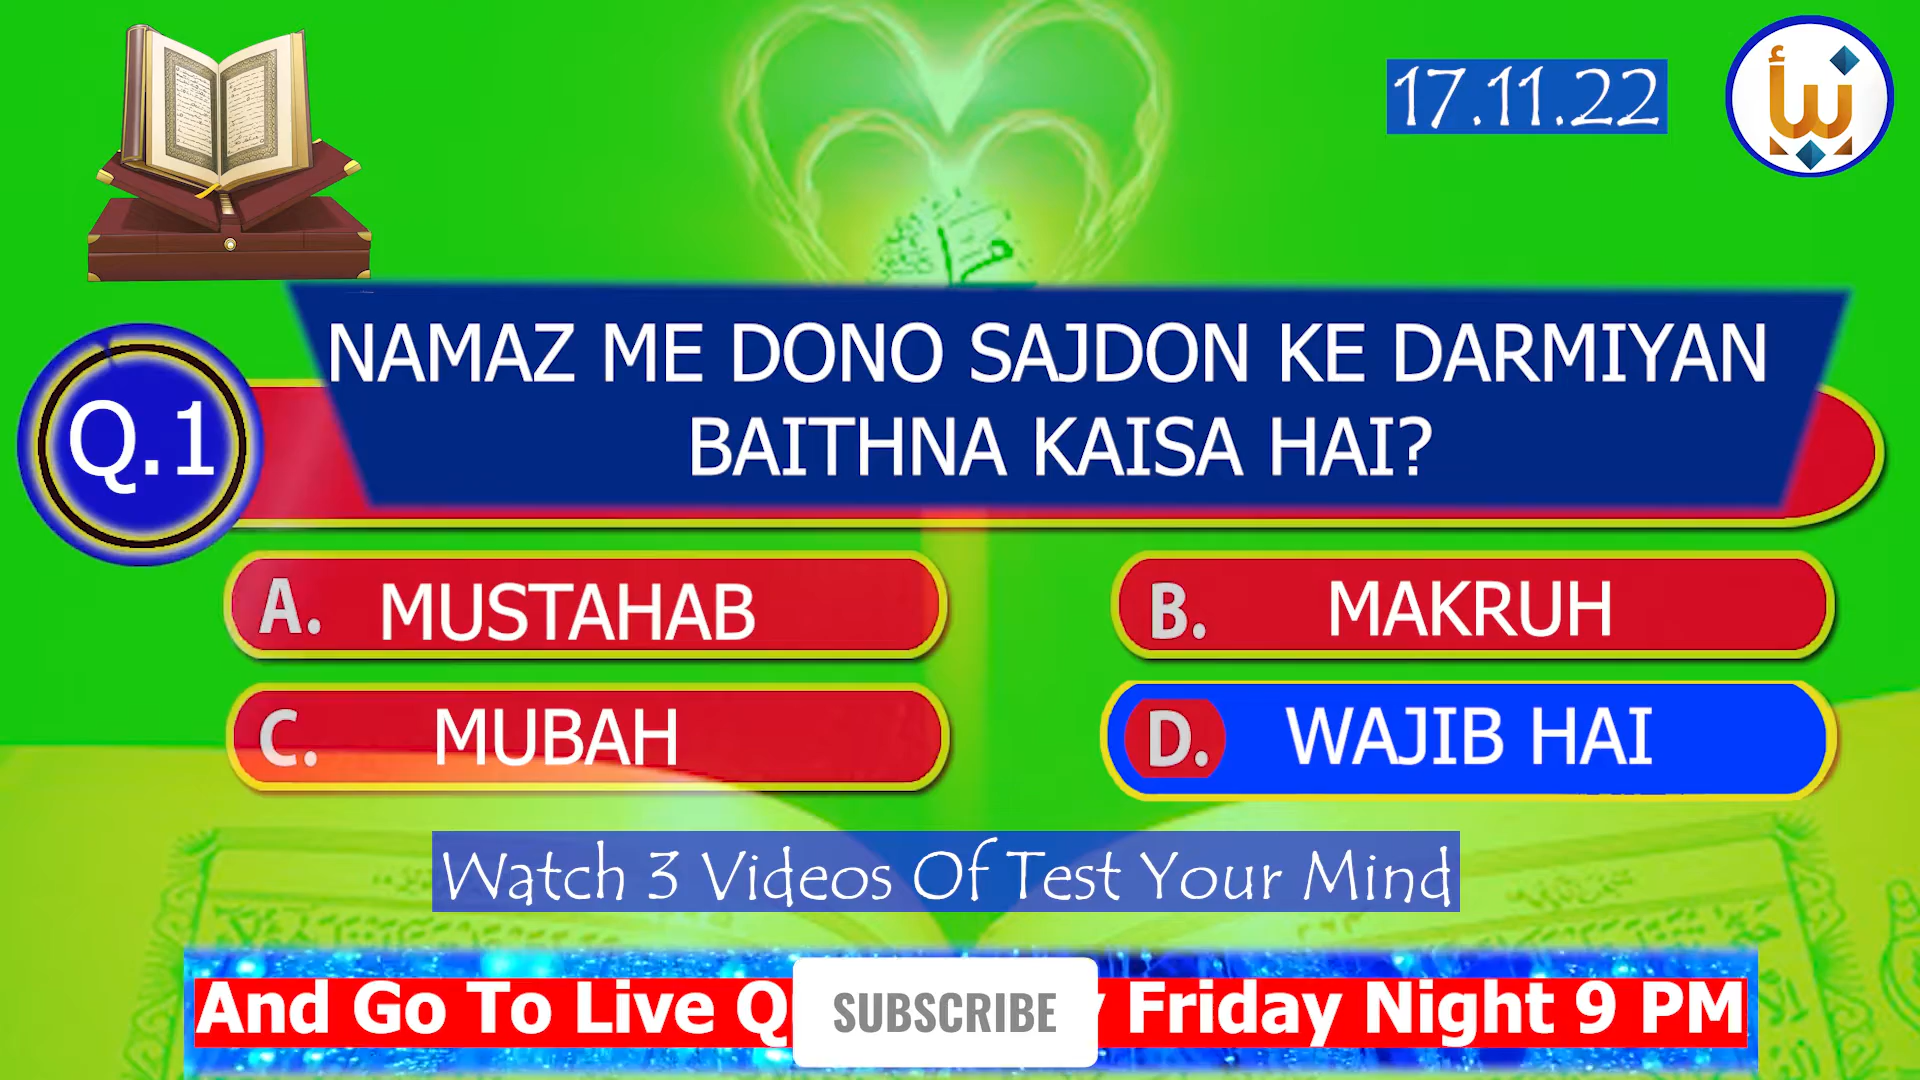 17.11.22
نبأ
NAMAZ ME DONO SAJDON KE DARMIYAN
BAITHNA KAISA HAI?
Q.1
A. MUSTAHAB
B. MAKRUH
C. MUBAH
D. WAJIB HAI
Watch 3 Videos Of Test Your Mind
And Go To Live Friday Night 9 PM
SUBSCRIBE